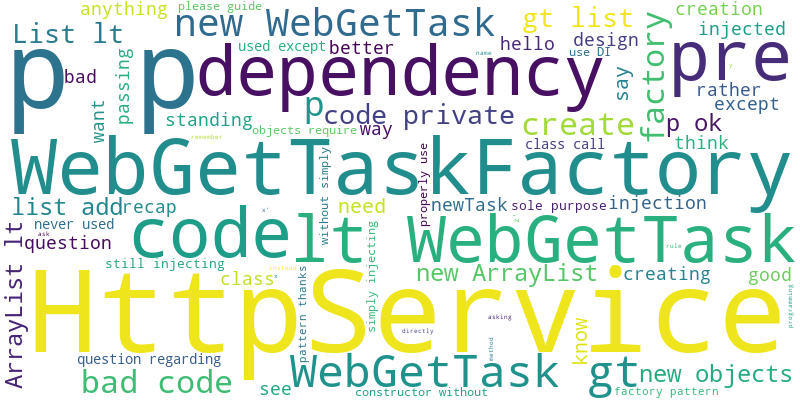 anything
please guide
new WebGetTask
gt list
creation
List lt
used except
better
hello
design
injected
p p
dependency
pre
bad
passing
use DI
name
say
factory
rather
except
want
standing
p
code private
create
p ok
objects require
way
remember
class call
think
WebGetTaskFactory
without simply
properly use
list add
recap
need
newTask
sole purpose
injection
never used
question
ask
code
lt
WebGetTask
rule
ArrayList lt
still injecting
class
instead
new ArrayList
creating
good
pattern thanks
simply injecting
HttpService
asking
directly
programming
know
method
question regarding
bad code
see
WebGetTask gt
new objects
constructor without
factory pattern